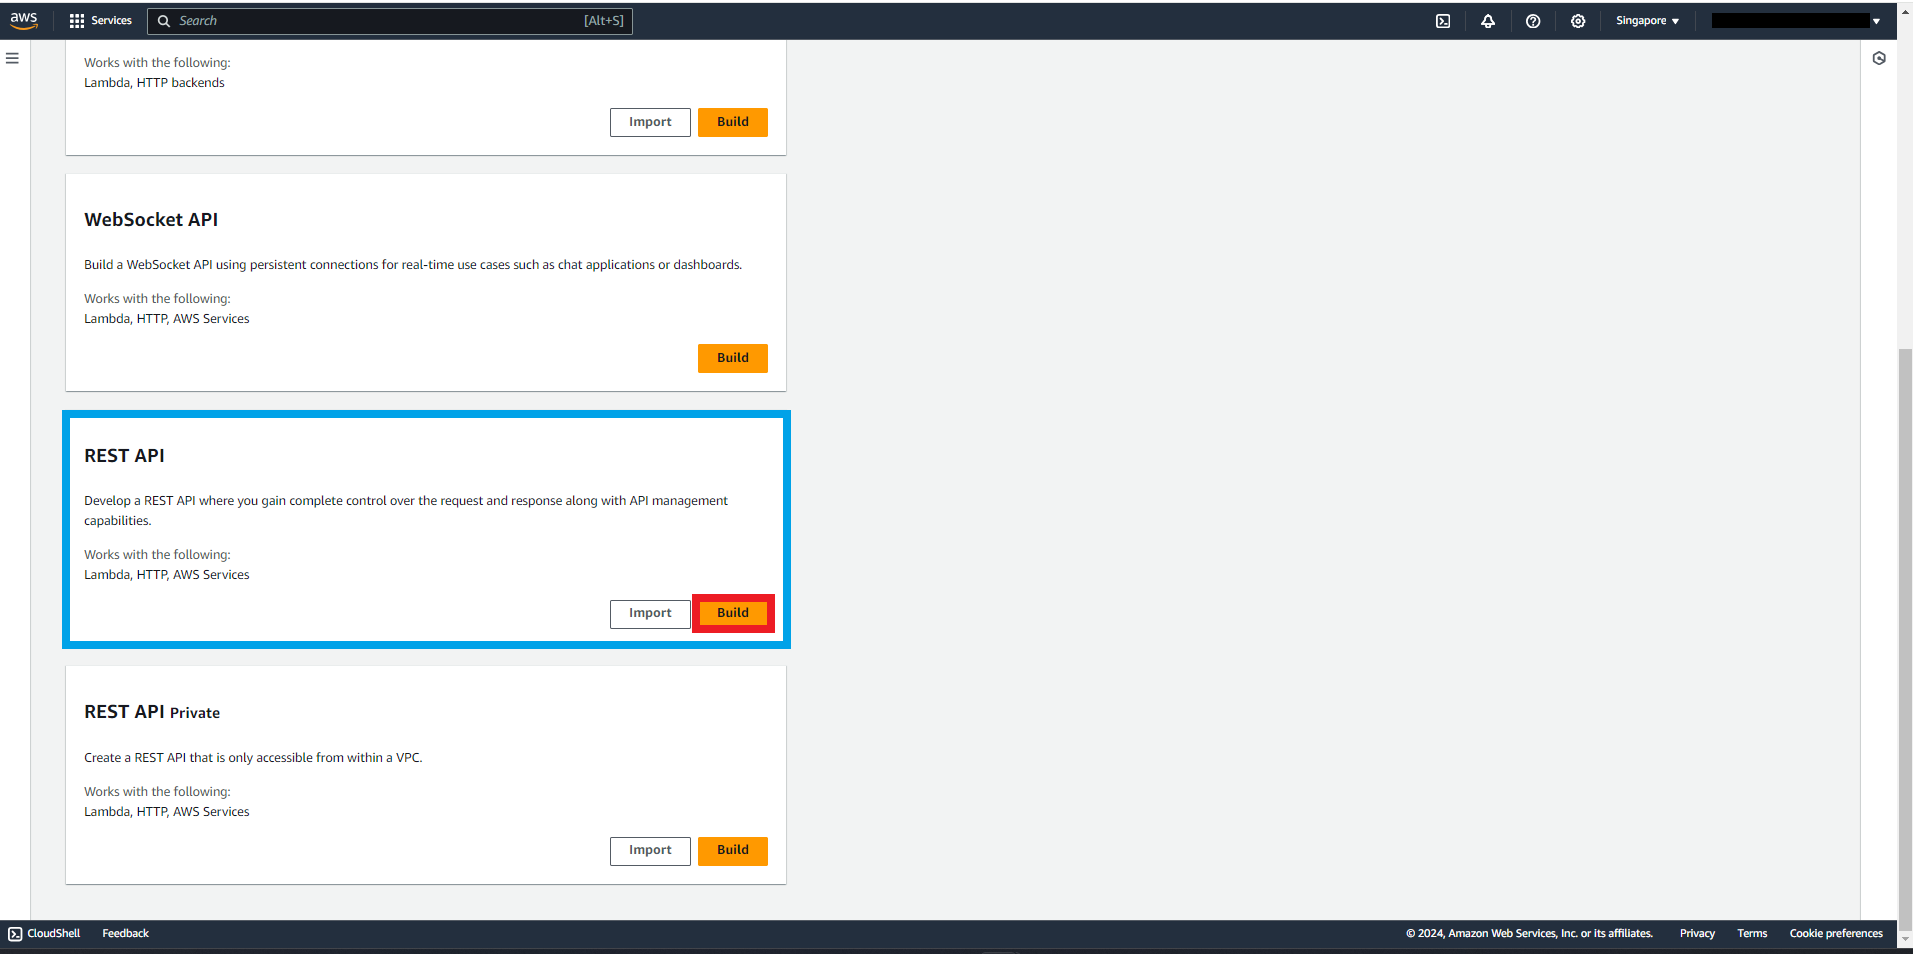 aws
Services
Search
[Alt+S]
Singapore
Works with the following:
Lambda, HTTP backends
Import
Build
WebSocket API
Build a WebSocket API using persistent connections for real-time use cases such as chat applications or dashboards.
Works with the following:
Lambda, HTTP, AWS Services
Build
REST API
Develop a REST API where you gain complete control over the request and response along with API management
capabilities.
Works with the following:
Lambda, HTTP, AWS Services
Import
Build
REST API Private
Create a REST API that is only accessible from within a VPC.
Works with the following:
Lambda, HTTP, AWS Services
Import
Build
CloudShell
Feedback
© 2024, Amazon Web Services, Inc. or its affiliates.
Privacy
Terms
Cookie preferences